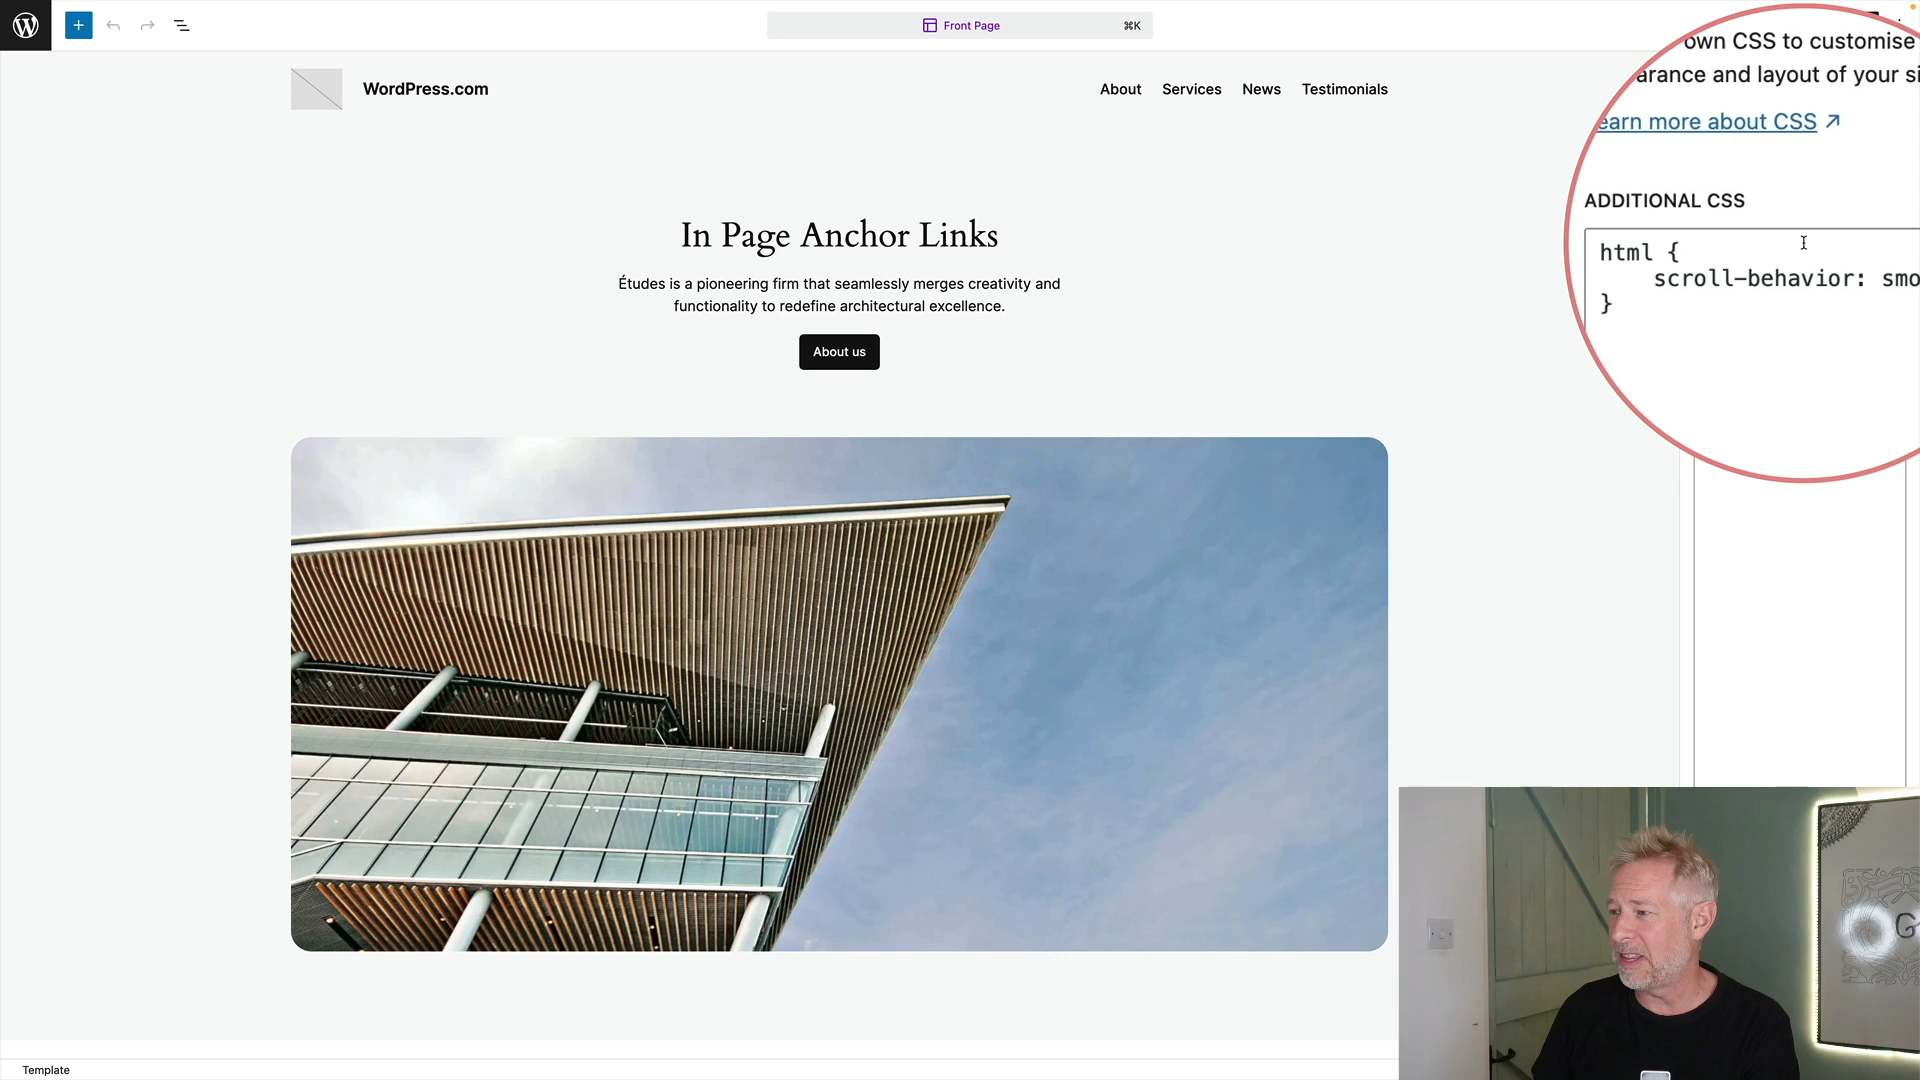 Front Page
⌘K
WordPress.com
About
Services
News
Testimonials
In Page Anchor Links
Études is a pioneering firm that seamlessly merges creativity and
functionality to redefine architectural excellence.
About us
own CSS to customise
arance and layout of your si
earn more about CSS ↗
ADDITIONAL CSS
html {
scroll-behavior: smo
}
Template
G